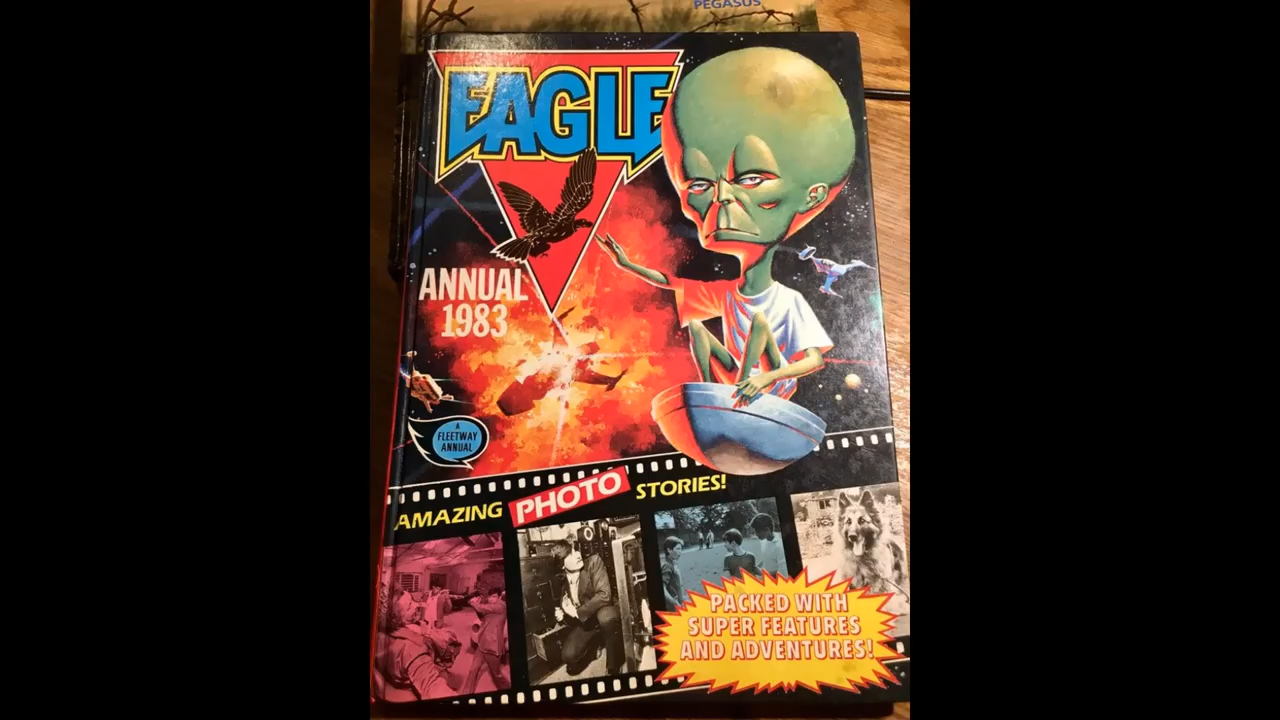 PEGASUS
EAGLE
ANNUAL
1983
A
FLEETWAY
ANNUAL
AMAZING PHOTO STORIES!
PACKED WITH
SUPER FEATURES
AND ADVENTURES!